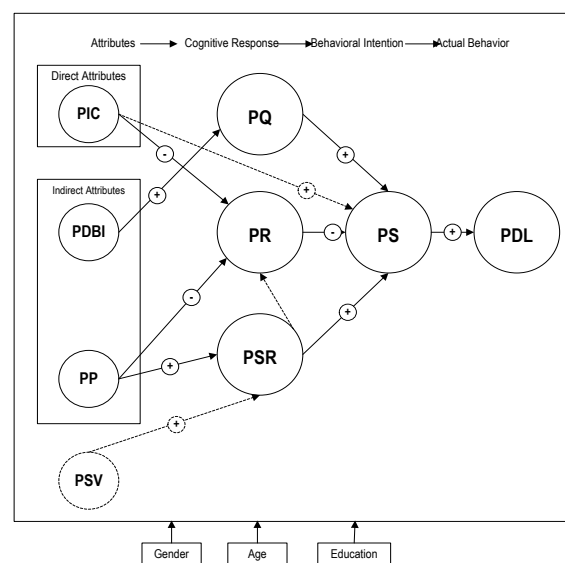 Attributes Cognitive Response Behavioral Intention Actual Behavior
Direct Attributes
PIC
PQ
-
+
+
Indirect Attributes
+
PDBI
PR
-
PS
+
PDL
-
+
PP
+
PSR
+
PSV
Gender
Age
Education